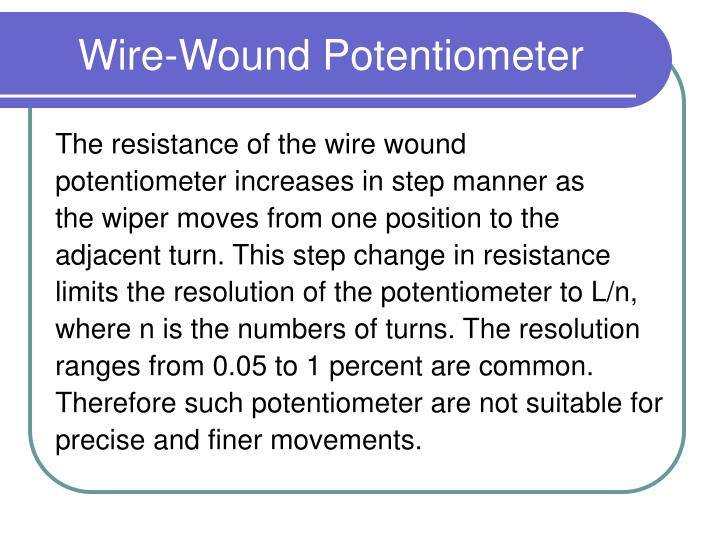 Wire-Wound Potentiometer
The resistance of the wire wound
potentiometer increases in step manner as
the wiper moves from one position to the
adjacent turn. This step change in resistance
limits the resolution of the potentiometer to L/n,
where n is the numbers of turns. The resolution
ranges from 0.05 to 1 percent are common.
Therefore such potentiometer are not suitable for
precise and finer movements.